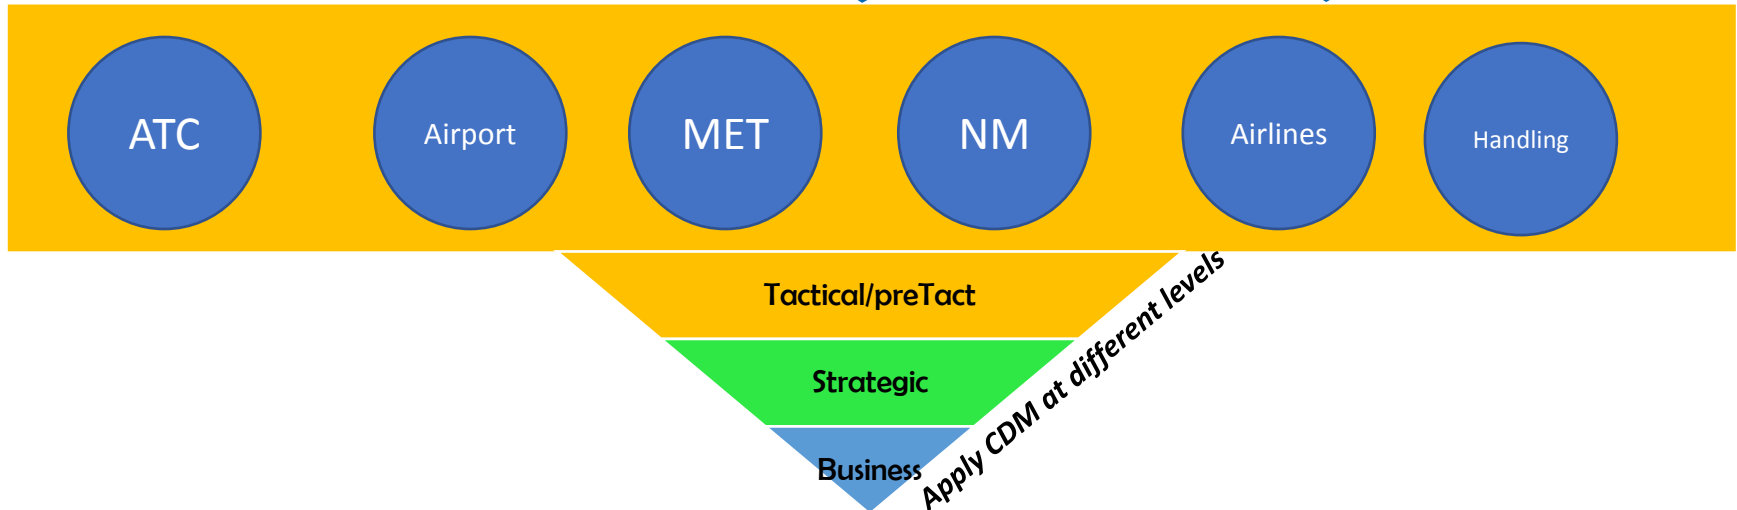 ATC
Airport
MET
NM
Airlines
Handling
Tactical/preTact
Strategic
Business
Apply CDM at different levels